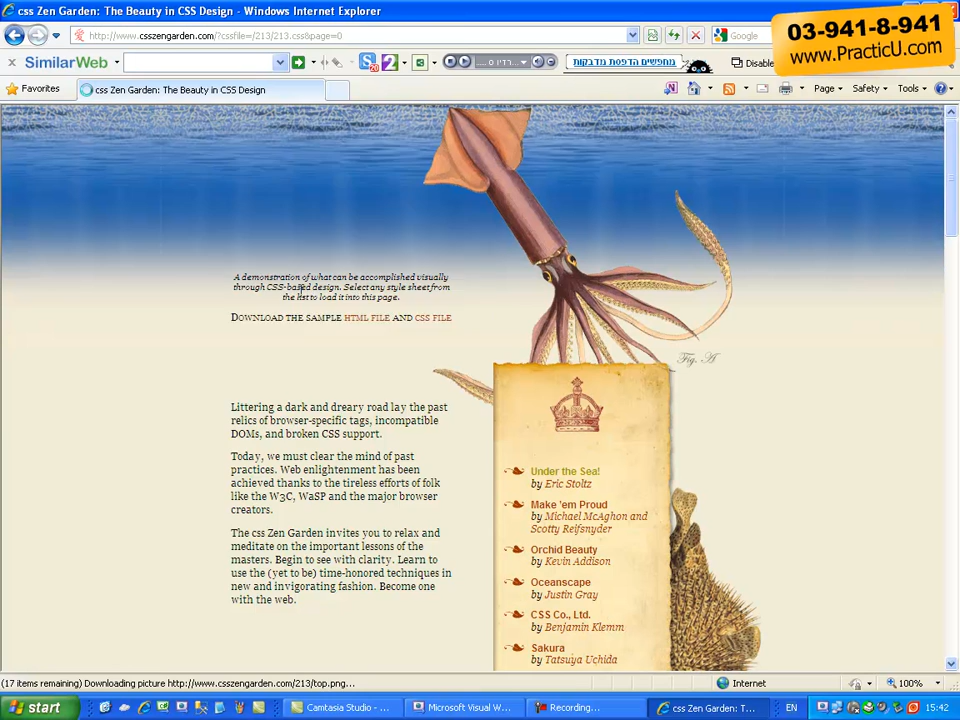 css Zen Garden: The Beauty in CSS Design - Windows Internet Explorer
03-941-8-941
www.PracticU.com
http://www.csszengarden.com/?cssfile=/213/213.css&page=0
Google
SimilarWeb
מחפשים הדפסת מדבקות
Disable
Favorites
css Zen Garden: The Beauty in CSS Design
Page
Safety
Tools
A demonstration of what can be accomplished visually
through CSS-based design. Select any style sheet from
the list to load it into this page.
Download the sample html file and css file
Fig. A
Littering a dark and dreary road lay the past
relics of browser-specific tags, incompatible
DOMs, and broken CSS support.
Today, we must clear the mind of past
practices. Web enlightenment has been
achieved thanks to the tireless efforts of folk
like the W3C, WaSP and the major browser
creators.
The css Zen Garden invites you to relax and
meditate on the important lessons of the
masters. Begin to see with clarity. Learn to
use the (yet to be) time-honored techniques in
new and invigorating fashion. Become one
with the web.
Under the Sea!
by Eric Stoltz
Make 'em Proud
by Michael McAghon and
Scotty Reifsnyder
Orchid Beauty
by Kevin Addison
Oceanscape
by Justin Gray
CSS Co., Ltd.
by Benjamin Klemm
Sakura
by Tatsuya Uchida
(17 items remaining) Downloading picture http://www.csszengarden.com/213/top.png...
Internet
100%
start
Camtasia Studio - ...
Microsoft Visual W...
Recording...
css Zen Garden: T...
EN
15:42